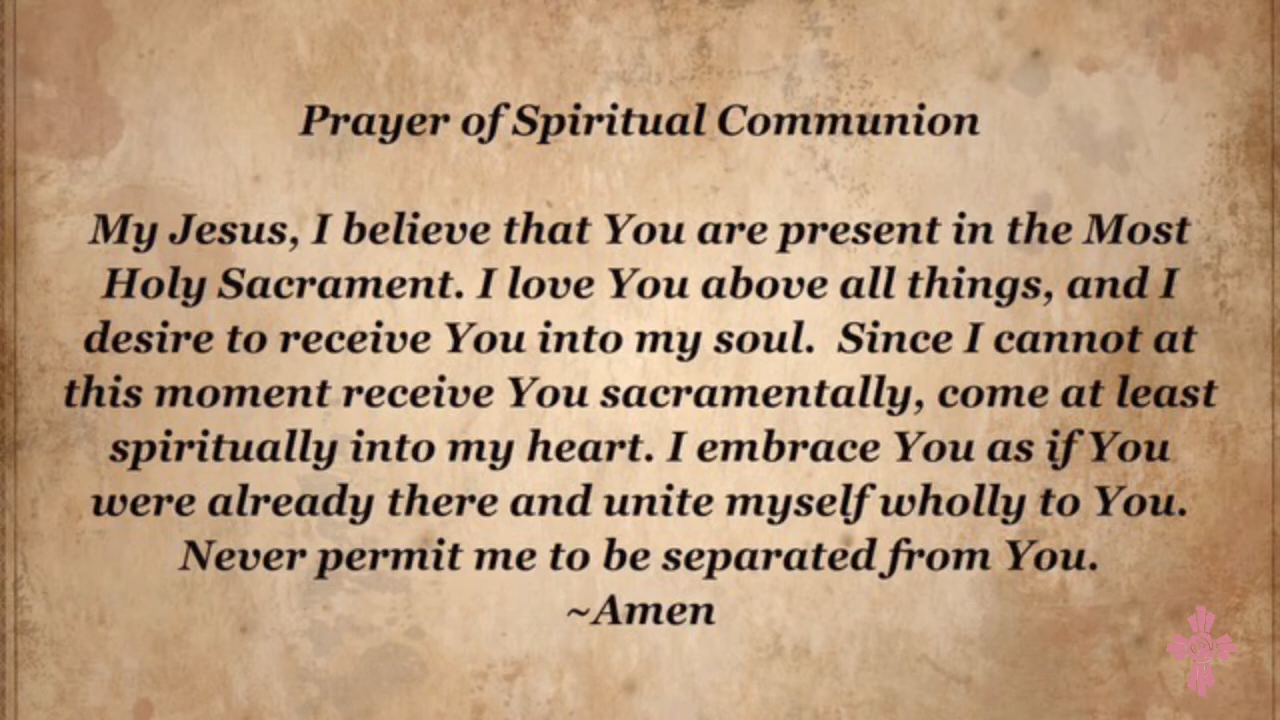 Prayer of Spiritual Communion
My Jesus, I believe that You are present in the Most
Holy Sacrament. I love You above all things, and I
desire to receive You into my soul.  Since I cannot at
this moment receive You sacramentally, come at least
spiritually into my heart. I embrace You as if You
were already there and unite myself wholly to You.
Never permit me to be separated from You.
~Amen